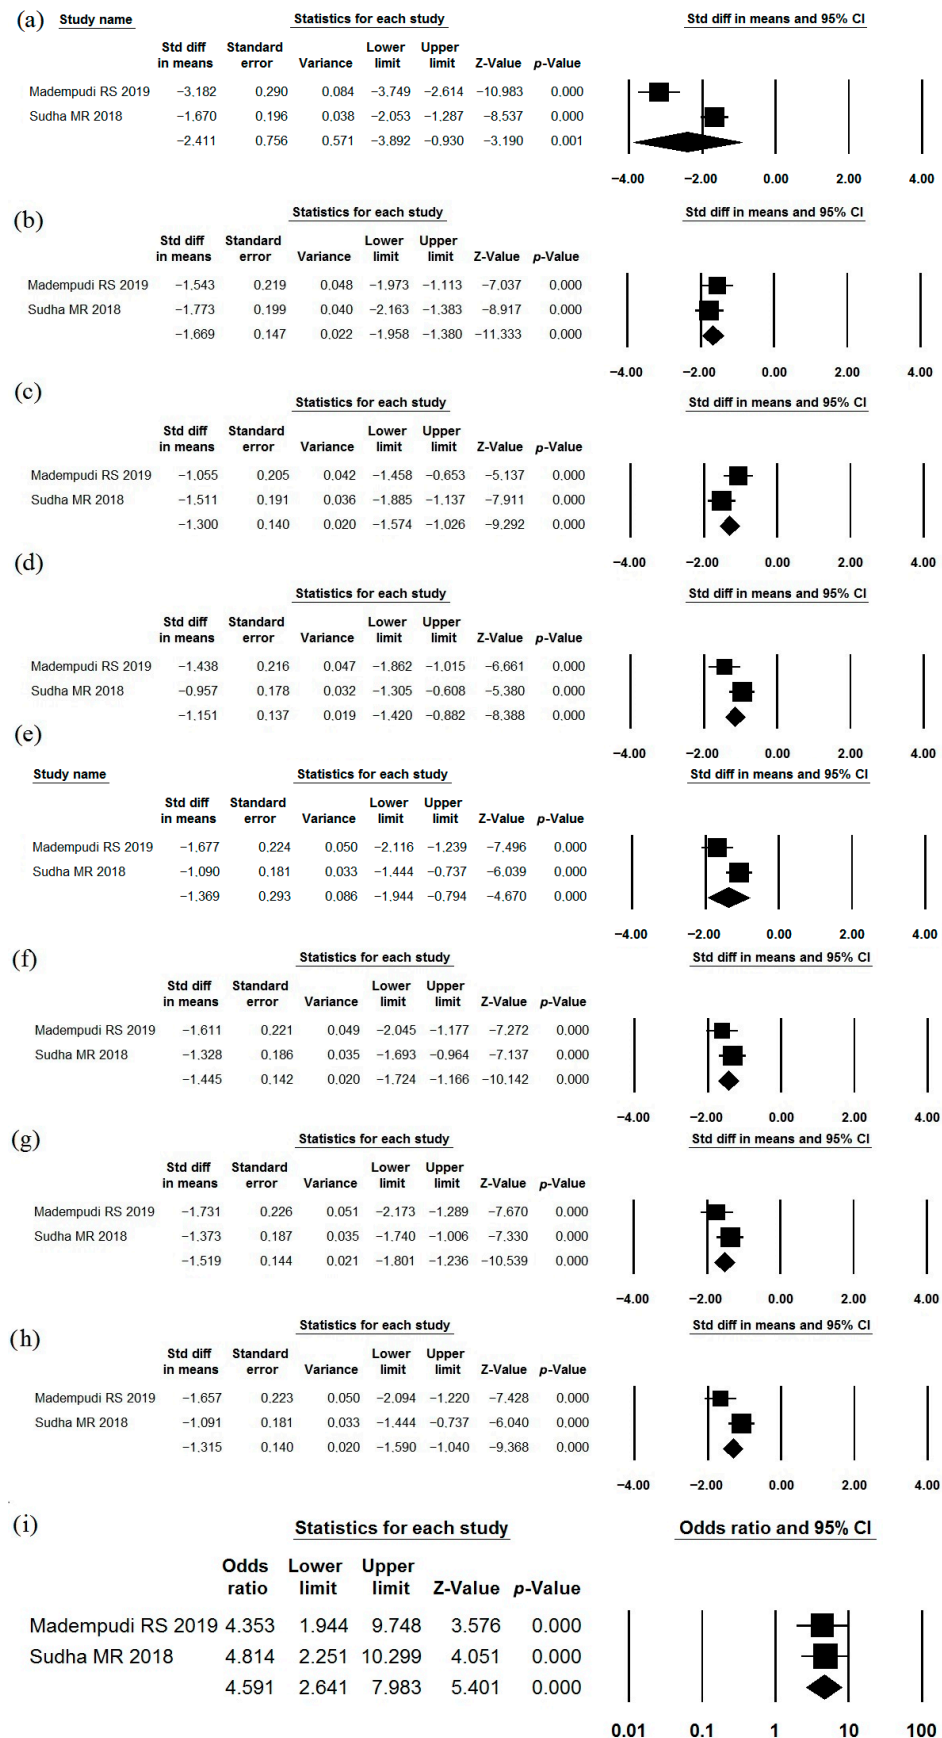 (a) Study name Statistics for each study Std diff in means and 95% CI
Std diff Standard Lower Upper
in means error Variance limit limit Z-Value p-Value
Madempudi RS 2019 −3.182 0.290 0.084 −3.749 −2.614 −10.983 0.000
Sudha MR 2018 −1.670 0.196 0.038 −2.053 −1.287 −8.537 0.000
−2.411 0.756 0.571 −3.892 −0.930 −3.190 0.001
−4.00 −2.00 0.00 2.00 4.00
(b) Statistics for each study Std diff in means and 95% CI
Std diff Standard Lower Upper
in means error Variance limit limit Z-Value p-Value
Madempudi RS 2019 −1.543 0.219 0.048 −1.973 −1.113 −7.037 0.000
Sudha MR 2018 −1.773 0.199 0.040 −2.163 −1.383 −8.917 0.000
−1.669 0.147 0.022 −1.958 −1.380 −11.333 0.000
−4.00 −2.00 0.00 2.00 4.00
(c) Statistics for each study Std diff in means and 95% CI
Std diff Standard Lower Upper
in means error Variance limit limit Z-Value p-Value
Madempudi RS 2019 −1.055 0.205 0.042 −1.458 −0.653 −5.137 0.000
Sudha MR 2018 −1.511 0.191 0.036 −1.885 −1.137 −7.911 0.000
−1.300 0.140 0.020 −1.574 −1.026 −9.292 0.000
−4.00 −2.00 0.00 2.00 4.00
(d) Statistics for each study Std diff in means and 95% CI
Std diff Standard Lower Upper
in means error Variance limit limit Z-Value p-Value
Madempudi RS 2019 −1.438 0.216 0.047 −1.862 −1.015 −6.661 0.000
Sudha MR 2018 −0.957 0.178 0.032 −1.305 −0.608 −5.380 0.000
−1.151 0.137 0.019 −1.420 −0.882 −8.388 0.000
−4.00 −2.00 0.00 2.00 4.00
(e) Study name Statistics for each study Std diff in means and 95% CI
Std diff Standard Lower Upper
in means error Variance limit limit Z-Value p-Value
Madempudi RS 2019 −1.677 0.224 0.050 −2.116 −1.239 −7.496 0.000
Sudha MR 2018 −1.090 0.181 0.033 −1.444 −0.737 −6.039 0.000
−1.369 0.293 0.086 −1.944 −0.794 −4.670 0.000
−4.00 −2.00 0.00 2.00 4.00
(f) Statistics for each study Std diff in means and 95% CI
Std diff Standard Lower Upper
in means error Variance limit limit Z-Value p-Value
Madempudi RS 2019 −1.611 0.221 0.049 −2.045 −1.177 −7.272 0.000
Sudha MR 2018 −1.328 0.186 0.035 −1.693 −0.964 −7.137 0.000
−1.445 0.142 0.020 −1.724 −1.166 −10.142 0.000
−4.00 −2.00 0.00 2.00 4.00
(g) Statistics for each study Std diff in means and 95% CI
Std diff Standard Lower Upper
in means error Variance limit limit Z-Value p-Value
Madempudi RS 2019 −1.731 0.226 0.051 −2.173 −1.289 −7.670 0.000
Sudha MR 2018 −1.373 0.187 0.035 −1.740 −1.006 −7.330 0.000
−1.519 0.144 0.021 −1.801 −1.236 −10.539 0.000
−4.00 −2.00 0.00 2.00 4.00
(h) Statistics for each study Std diff in means and 95% CI
Std diff Standard Lower Upper
in means error Variance limit limit Z-Value p-Value
Madempudi RS 2019 −1.657 0.223 0.050 −2.094 −1.220 −7.428 0.000
Sudha MR 2018 −1.091 0.181 0.033 −1.444 −0.737 −6.040 0.000
−1.315 0.140 0.020 −1.590 −1.040 −9.368 0.000
−4.00 −2.00 0.00 2.00 4.00
(i) Statistics for each study Odds ratio and 95% CI
Odds Lower Upper
ratio limit limit Z-Value p-Value
Madempudi RS 2019 4.353 1.944 9.748 3.576 0.000
Sudha MR 2018 4.814 2.251 10.299 4.051 0.000
4.591 2.641 7.983 5.401 0.000
0.01 0.1 1 10 100